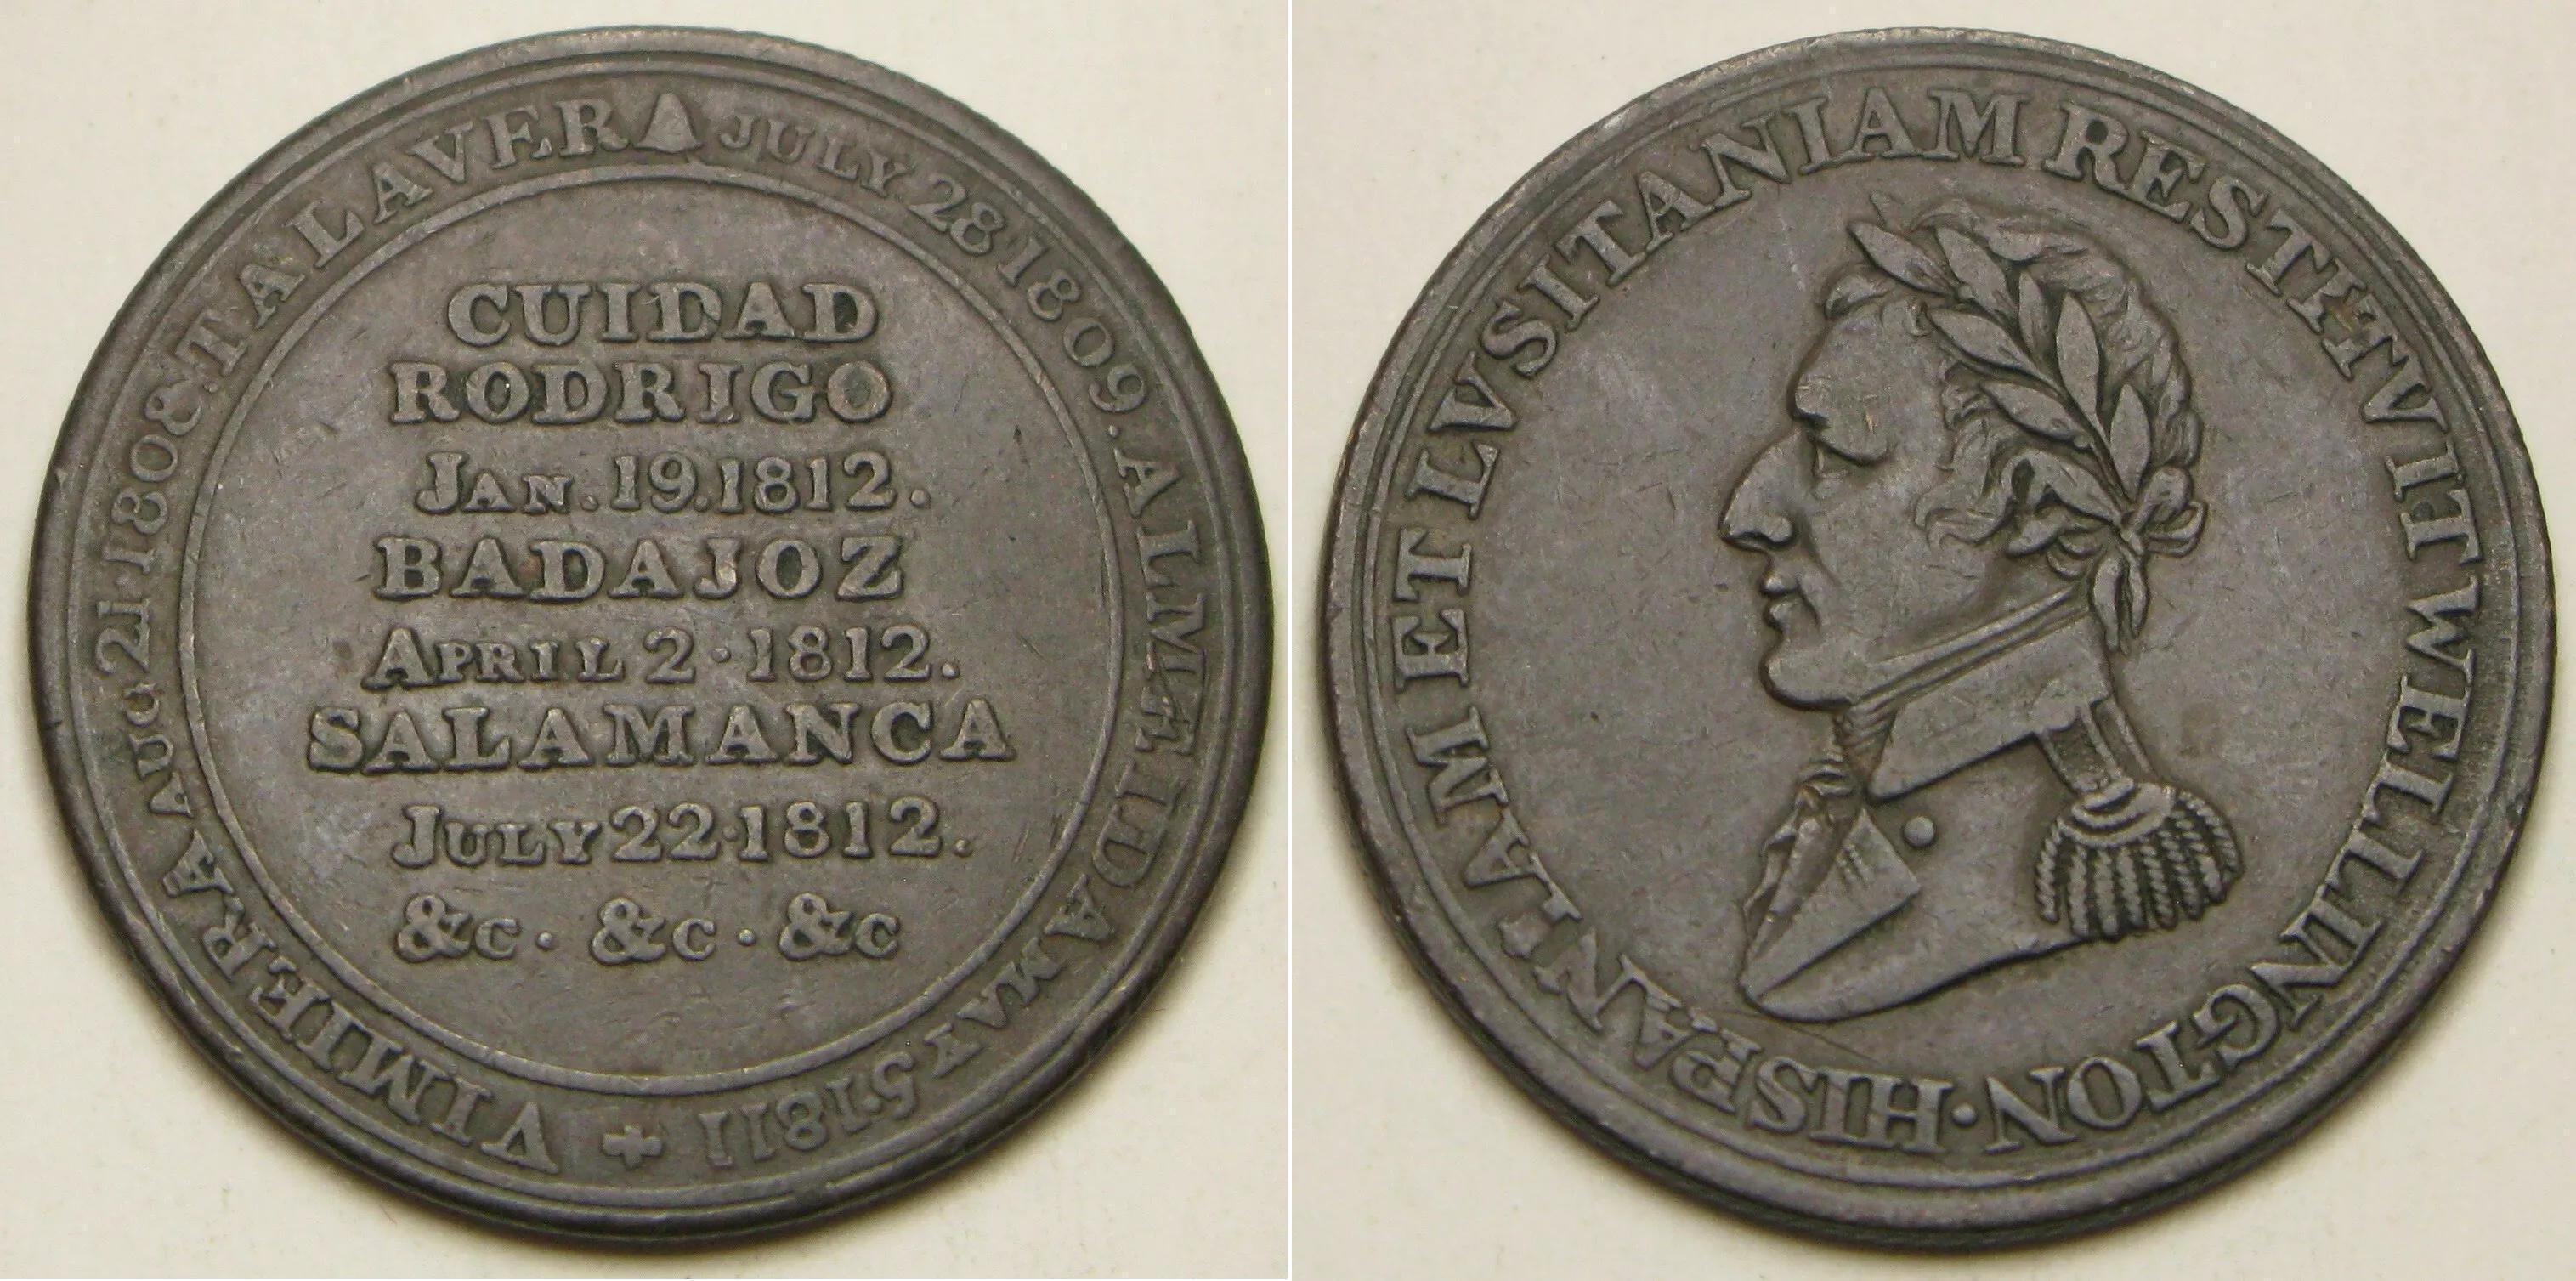 VIMIERA AUG 21·1808·TALAVERA JULY 28·1809·ALMEIDA MAY 5·1811
CUIDAD
RODRIGO
JAN. 19.1812.
BADAJOZ
APRIL 2·1812.
SALAMANCA
JULY 22·1812.
&C·&C·&C
HISPANIAM ET LVSITANIAM RESTITVIT WELLINGTON·